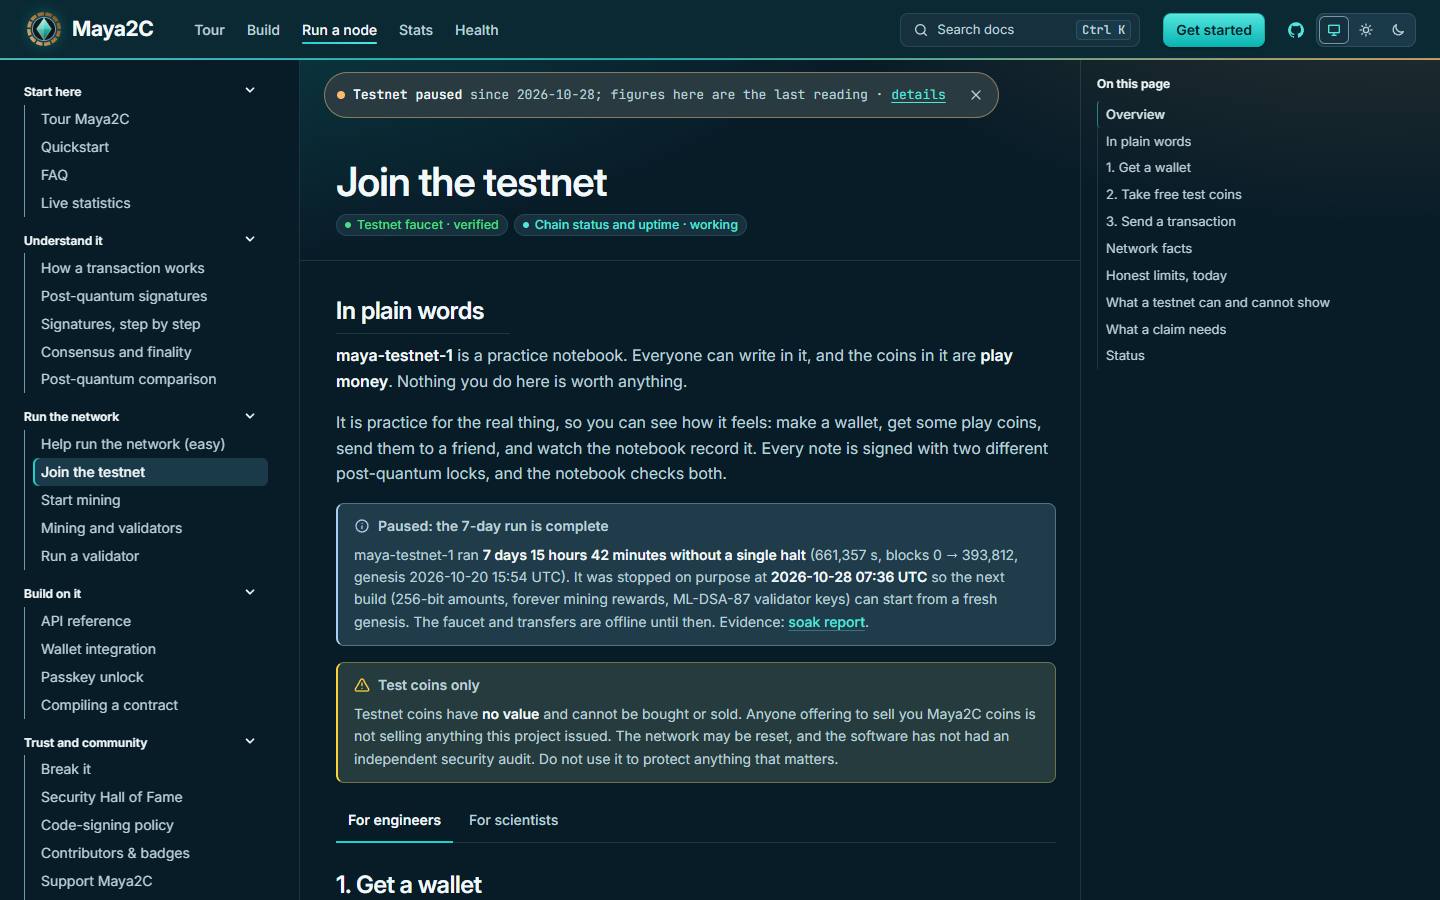 Maya2C
Tour
Build
Run a node
Stats
Health
Search docs
Ctrl K
Get started
Start here
Tour Maya2C
Quickstart
FAQ
Live statistics
Understand it
How a transaction works
Post-quantum signatures
Signatures, step by step
Consensus and finality
Post-quantum comparison
Run the network
Help run the network (easy)
Join the testnet
Start mining
Mining and validators
Run a validator
Build on it
API reference
Wallet integration
Passkey unlock
Compiling a contract
Trust and community
Break it
Security Hall of Fame
Code-signing policy
Contributors & badges
Support Maya2C
Testnet paused since 2026-10-28; figures here are the last reading · details
Join the testnet
Testnet faucet · verified
Chain status and uptime · working
In plain words
maya-testnet-1 is a practice notebook. Everyone can write in it, and the coins in it are play
money. Nothing you do here is worth anything.
It is practice for the real thing, so you can see how it feels: make a wallet, get some play coins,
send them to a friend, and watch the notebook record it. Every note is signed with two different
post-quantum locks, and the notebook checks both.
Paused: the 7-day run is complete
maya-testnet-1 ran 7 days 15 hours 42 minutes without a single halt (661,357 s, blocks 0 → 393,812,
genesis 2026-10-20 15:54 UTC). It was stopped on purpose at 2026-10-28 07:36 UTC so the next
build (256-bit amounts, forever mining rewards, ML-DSA-87 validator keys) can start from a fresh
genesis. The faucet and transfers are offline until then. Evidence: soak report.
Test coins only
Testnet coins have no value and cannot be bought or sold. Anyone offering to sell you Maya2C coins is
not selling anything this project issued. The network may be reset, and the software has not had an
independent security audit. Do not use it to protect anything that matters.
For engineers
For scientists
1. Get a wallet
On this page
Overview
In plain words
1. Get a wallet
2. Take free test coins
3. Send a transaction
Network facts
Honest limits, today
What a testnet can and cannot show
What a claim needs
Status